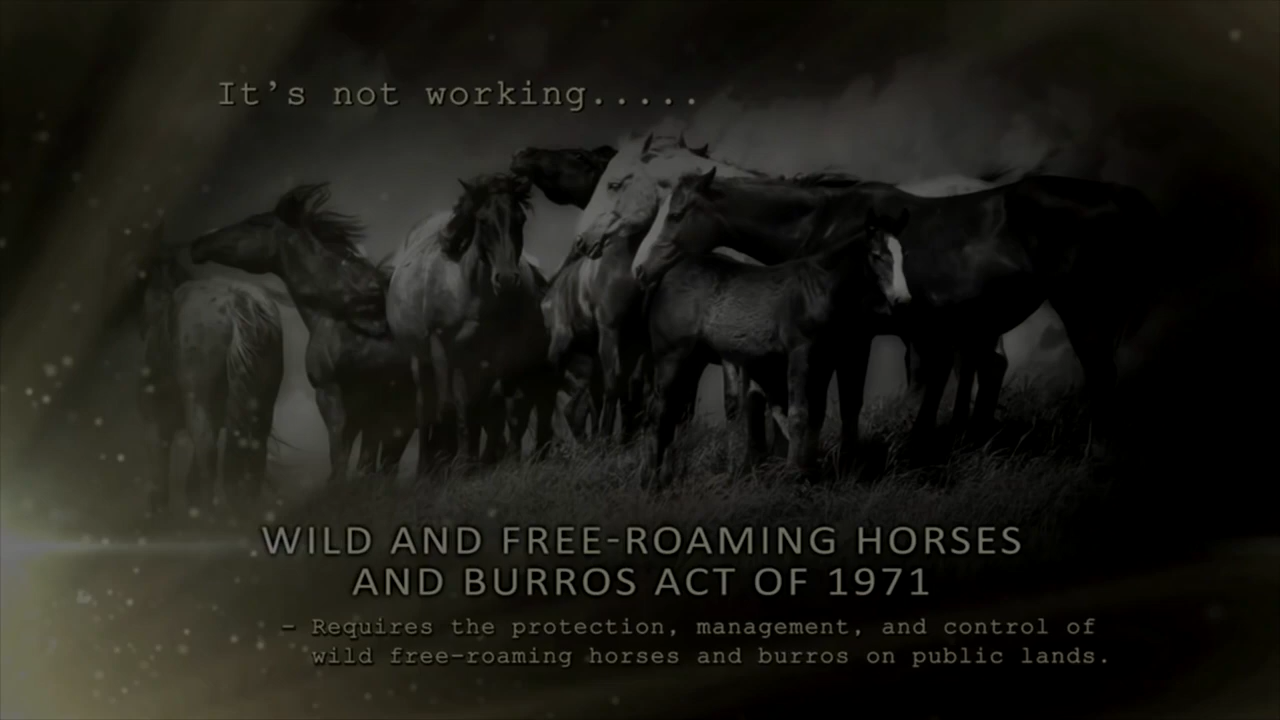 It's not working.....
WILD AND FREE-ROAMING HORSES
AND BURROS ACT OF 1971
- Requires the protection, management, and control of
wild free-roaming horses and burros on public lands.